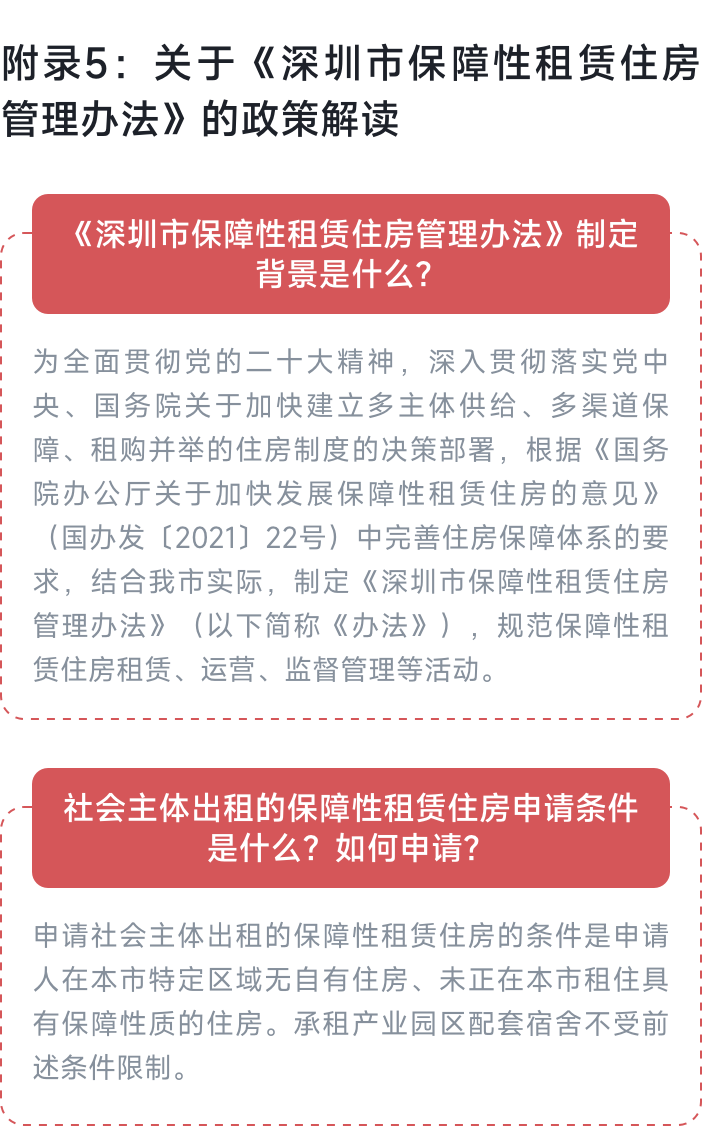 附录5：关于《深圳市保障性租赁住房
管理办法》的政策解读
《深圳市保障性租赁住房管理办法》制定
背景是什么？
为全面贯彻党的二十大精神，深入贯彻落实党中
央、国务院关于加快建立多主体供给、多渠道保
障、租购并举的住房制度的决策部署，根据《国务
院办公厅关于加快发展保障性租赁住房的意见》
（国办发〔2021〕22号）中完善住房保障体系的要
求，结合我市实际，制定《深圳市保障性租赁住房
管理办法》（以下简称《办法》），规范保障性租
赁住房租赁、运营、监督管理等活动。
社会主体出租的保障性租赁住房申请条件
是什么？如何申请？
申请社会主体出租的保障性租赁住房的条件是申请
人在本市特定区域无自有住房、未正在本市租住具
有保障性质的住房。承租产业园区配套宿舍不受前
述条件限制。